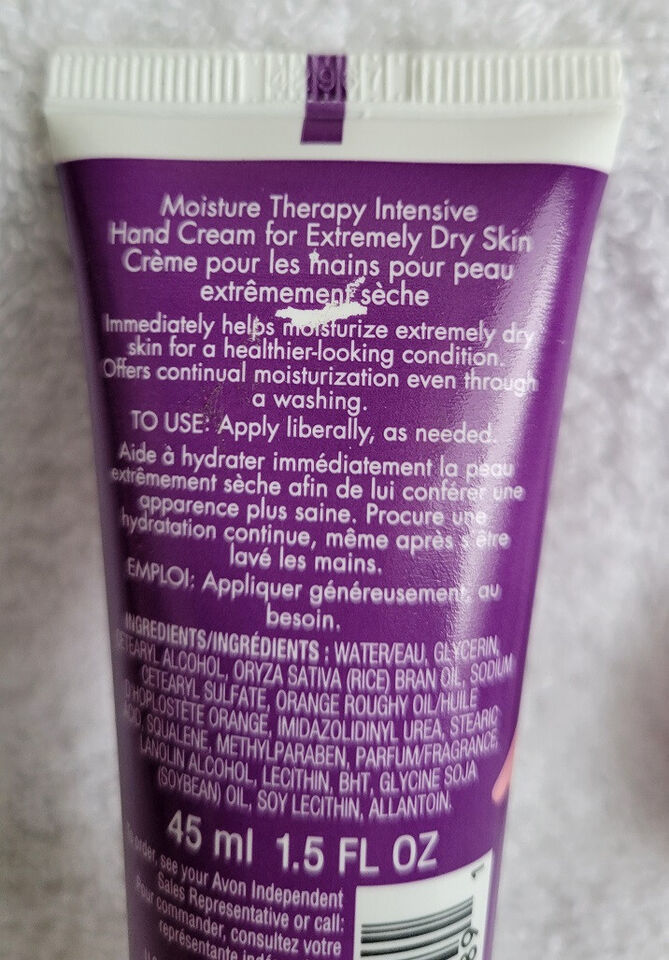 Moisture Therapy Intensive
Hand Cream for Extremely Dry Skin
Crème pour les mains pour peau
extrêmement sèche
Immediately helps moisturize extremely dry
skin for a healthier-looking condition.
Offers continual moisturization even through
a washing.
TO USE: Apply liberally, as needed.
Aide à hydrater immédiatement la peau
extrêmement sèche afin de lui conférer une
apparence plus saine. Procure une
hydratation continue, même après s'être
lavé les mains.
EMPLOI: Appliquer généreusement, au
besoin.
INGREDIENTS/INGRÉDIENTS : WATER/EAU, GLYCERIN,
CETEARYL ALCOHOL, ORYZA SATIVA (RICE) BRAN OIL, SODIUM
CETEARYL SULFATE, ORANGE ROUGHY OIL/HUILE
D'HOPLOSTÈTE ORANGE, IMIDAZOLIDINYL UREA, STEARIC
ACID, SQUALENE, METHYLPARABEN, PARFUM/FRAGRANCE,
LANOLIN ALCOHOL, LECITHIN, BHT, GLYCINE SOJA
(SOYBEAN) OIL, SOY LECITHIN, ALLANTOIN.
45 ml 1.5 FL OZ
To order, see your Avon Independent
Sales Representative or call:
Pour commander, consultez votre
représentante